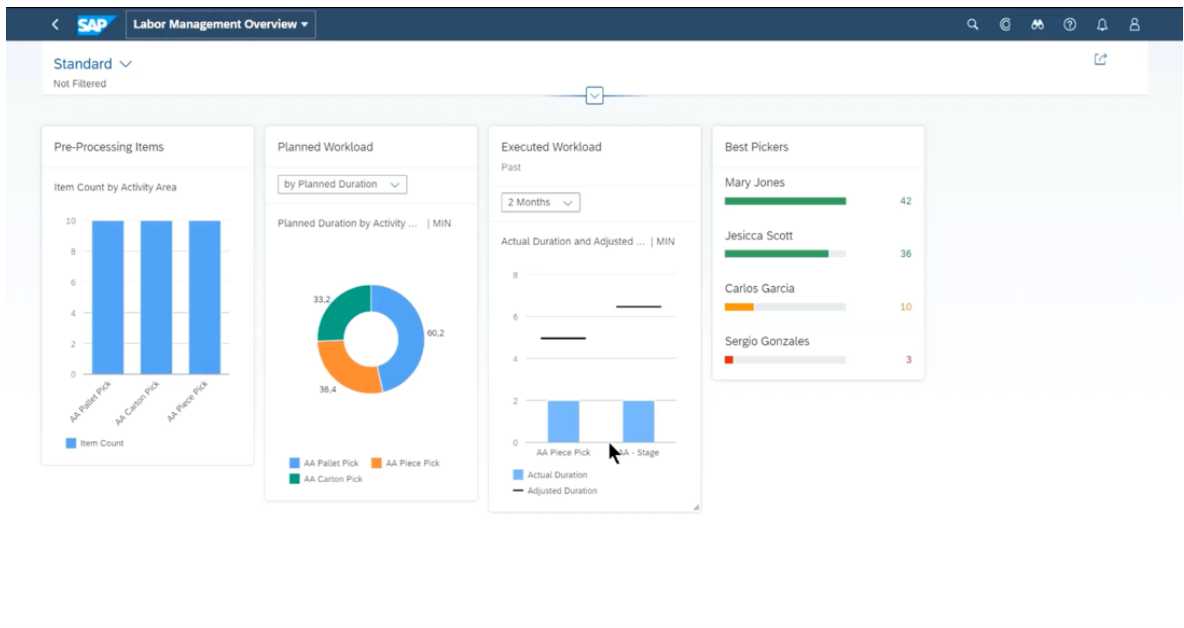 SAP Labor Management Overview
Standard
Not Filtered
Pre-Processing Items
Item Count by Activity Area
10
8
6
4
2
0
AA Pallet Pick
AA Carton Pick
AA Piece Pick
Item Count
Planned Workload
by Planned Duration
Planned Duration by Activity ... | MIN
33,2
60,2
36,4
AA Pallet Pick AA Piece Pick
AA Carton Pick
Executed Workload
Past
2 Months
Actual Duration and Adjusted ... | MIN
8
6
4
2
0
AA Piece Pick AA - Stage
Actual Duration
Adjusted Duration
Best Pickers
Mary Jones
42
Jesicca Scott
36
Carlos Garcia
10
Sergio Gonzales
3